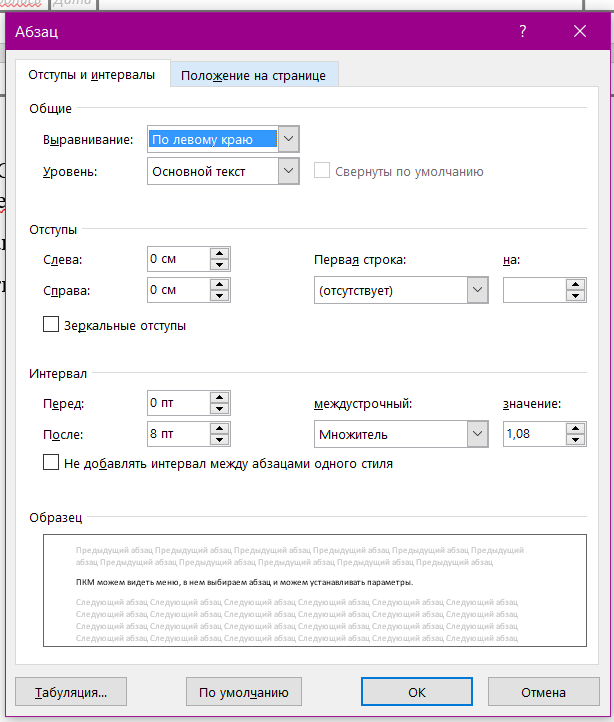 Дата
Абзац
?
Отступы и интервалы Положение на странице
Общие
Выравнивание: По левому краю
Уровень: Основной текст Свернуты по умолчанию
Отступы
Слева: 0 см Первая строка: на:
Справа: 0 см (отсутствует)
Зеркальные отступы
Интервал
Перед: 0 пт междустрочный: значение:
После: 8 пт Множитель 1,08
Не добавлять интервал между абзацами одного стиля
Образец
Предыдущий абзац Предыдущий абзац Предыдущий абзац Предыдущий абзац Предыдущий
абзац Предыдущий абзац Предыдущий абзац Предыдущий абзац Предыдущий абзац
ПКМ можем видеть меню, в нем выбираем абзац и можем устанавливать параметры.
Следующий абзац Следующий абзац Следующий абзац Следующий абзац Следующий абзац Следующий абзац
Следующий абзац Следующий абзац Следующий абзац Следующий абзац Следующий абзац Следующий абзац
Следующий абзац Следующий абзац Следующий абзац Следующий абзац Следующий абзац Следующий абзац
Следующий абзац Следующий абзац Следующий абзац Следующий абзац Следующий абзац Следующий абзац
Табуляция... По умолчанию ОК Отмена